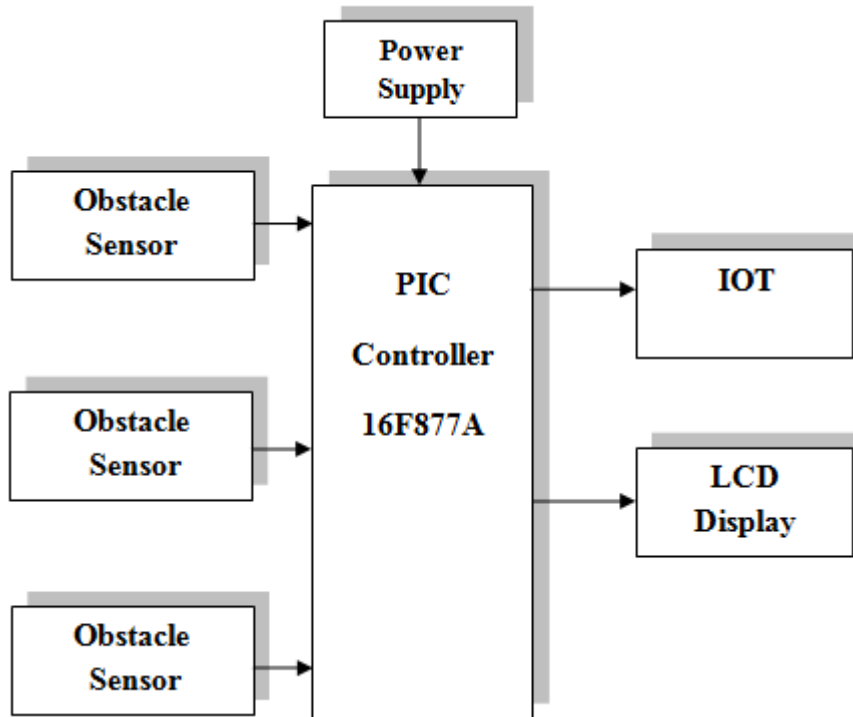 Power
Supply
Obstacle
Sensor
PIC
Controller
16F877A
IOT
Obstacle
Sensor
LCD
Display
Obstacle
Sensor